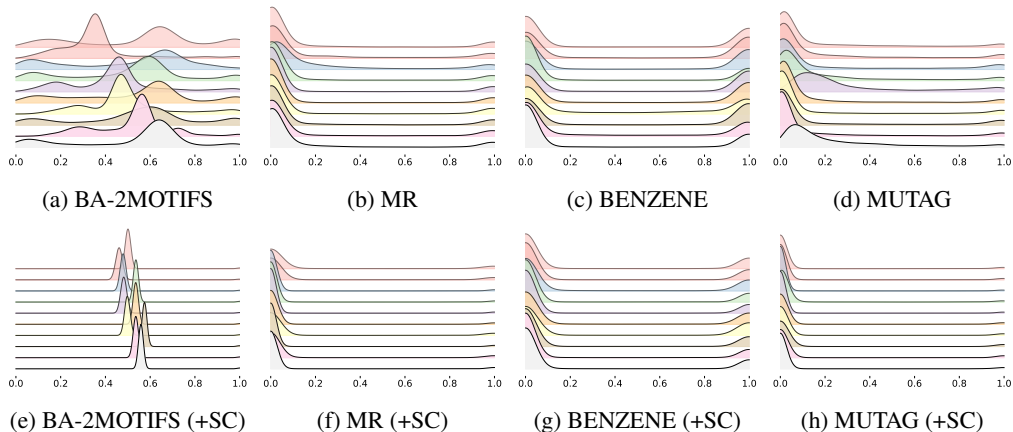 0.0 0.2 0.4 0.6 0.8 1.0 0.0 0.2 0.4 0.6 0.8 1.0 0.0 0.2 0.4 0.6 0.8 1.0 0.0 0.2 0.4 0.6 0.8 1.0
(a) BA-2MOTIFS (b) MR (c) BENZENE (d) MUTAG
0.0 0.2 0.4 0.6 0.8 1.0 0.0 0.2 0.4 0.6 0.8 1.0 0.0 0.2 0.4 0.6 0.8 1.0 0.0 0.2 0.4 0.6 0.8 1.0
(e) BA-2MOTIFS (+SC) (f) MR (+SC) (g) BENZENE (+SC) (h) MUTAG (+SC)